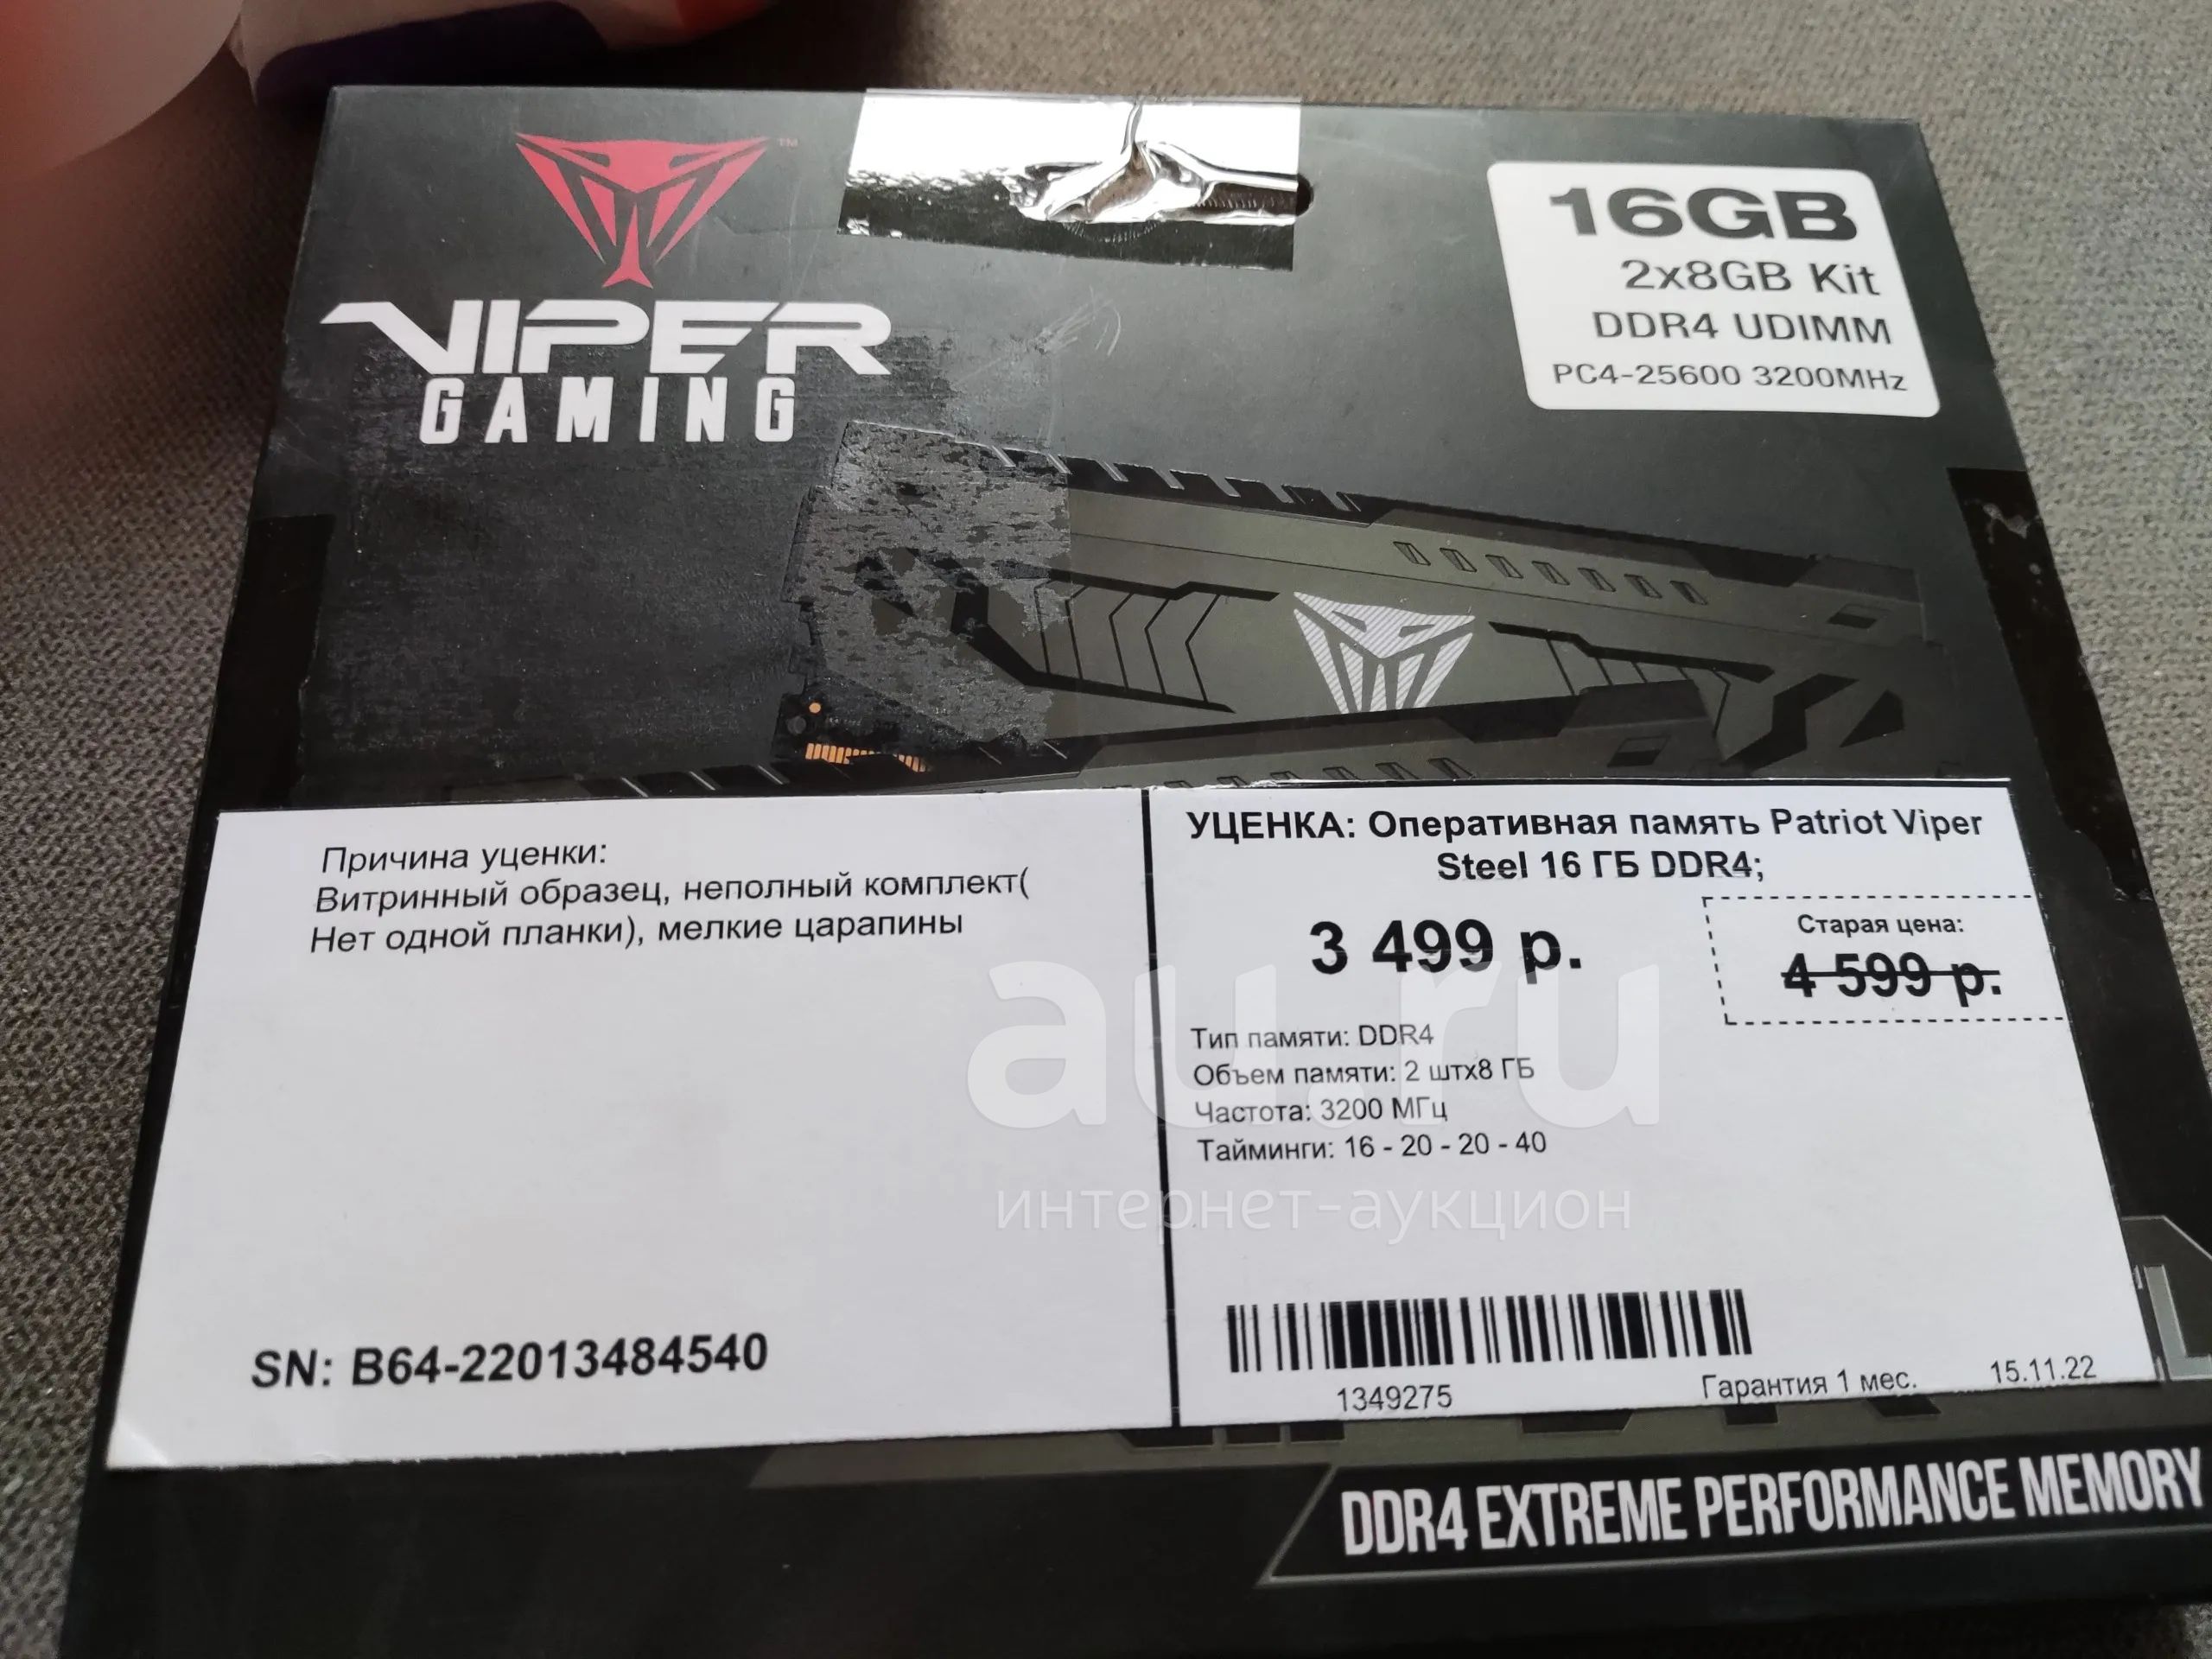 VIPER
GAMING
TM
16GB
2x8GB Kit
DDR4 UDIMM
PC4-25600 3200MHz
Причина уценки:
Витринный образец, неполный комплект(
Нет одной планки), мелкие царапины
SN: B64-22013484540
УЦЕНКА: Оперативная память Patriot Viper
Steel 16 ГБ DDR4;
3 499 р.
Старая цена:
4 599 р.
Тип памяти: DDR4
Объем памяти: 2 штx8 ГБ
Частота: 3200 МГц
Тайминги: 16 - 20 - 20 - 40
au.ru
интернет-аукцион
1349275
Гарантия 1 мес.
15.11.22
DDR4 EXTREME PERFORMANCE MEMORY